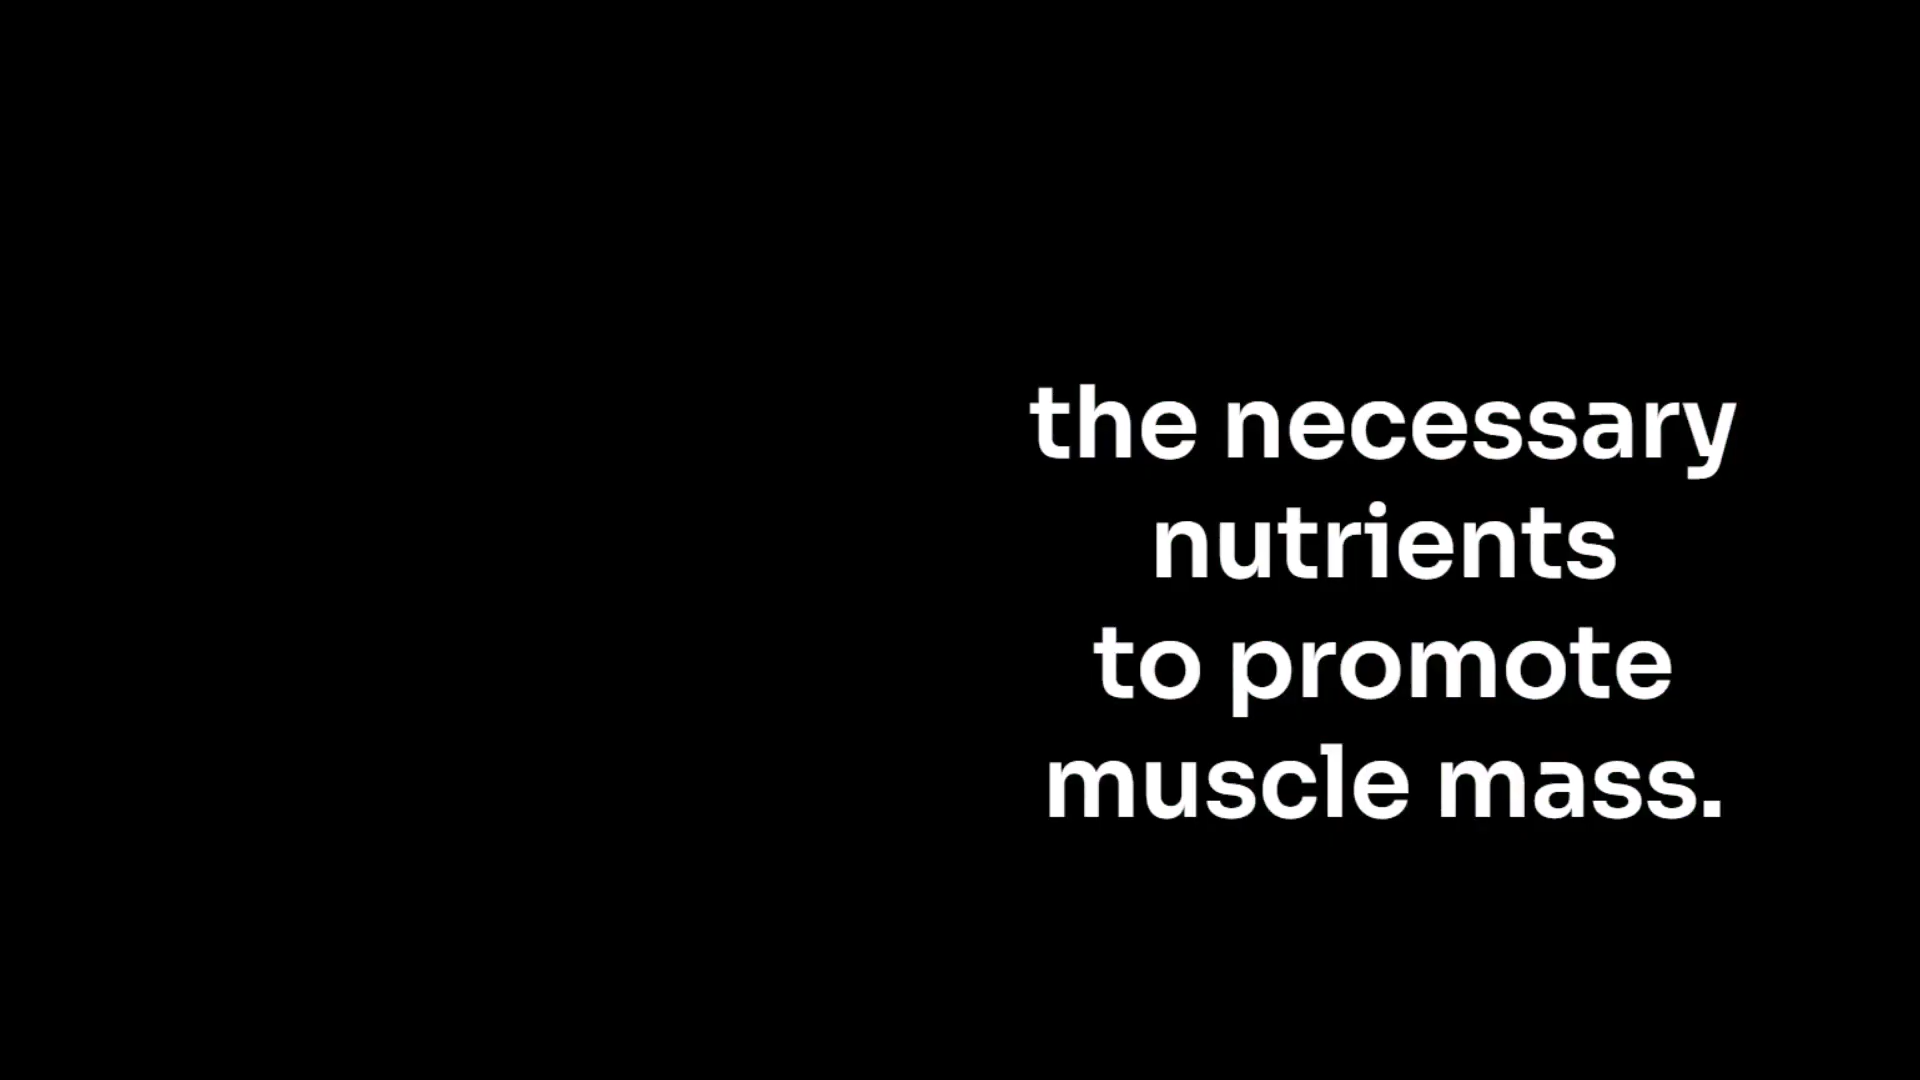 the necessary
nutrients
to promote
muscle mass.